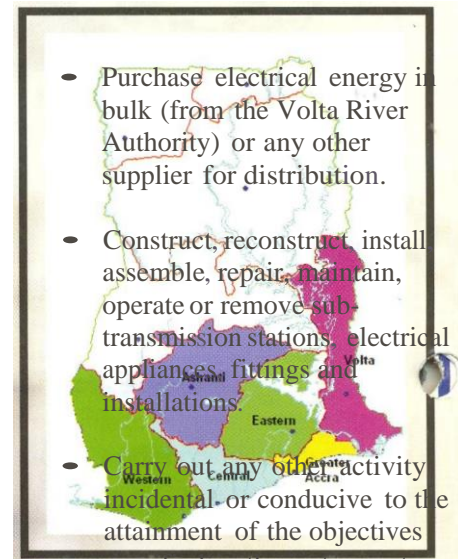 • Purchase electrical energy in
bulk (from the Volta River
Authority) or any other
supplier for distribution.
• Construct, reconstruct, install,
assemble, repair, maintain,
operate or remove sub-
transmission stations, electrical
appliances, fittings and
installations.
• Carry out any other activity
incidental or conducive to the
attainment of the objectives
Volta
Ashanti
Eastern
Western
Central
Greater
Accra